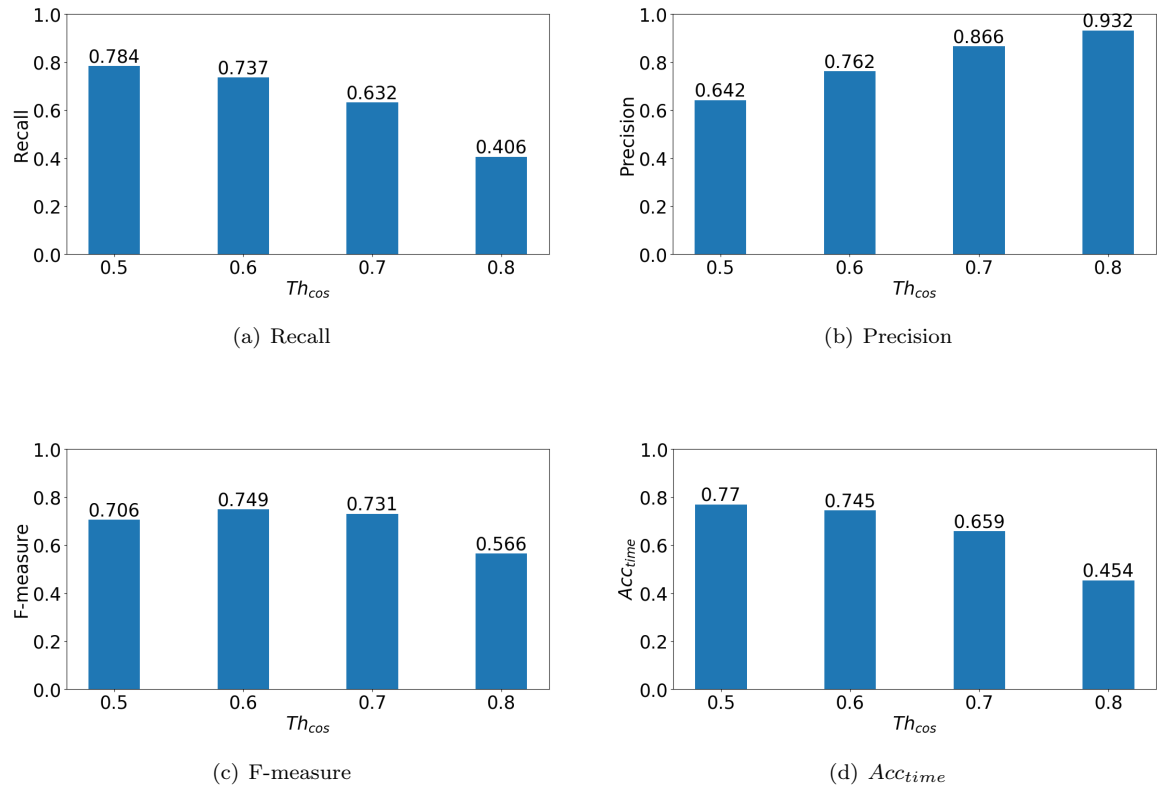 1.0
0.8
0.6
0.4
0.2
0.0
Recall
0.784
0.737
0.632
0.406
0.5 0.6 0.7 0.8
Th_cos
(a) Recall
1.0
0.8
0.6
0.4
0.2
0.0
Precision
0.642
0.762
0.866
0.932
0.5 0.6 0.7 0.8
Th_cos
(b) Precision
1.0
0.8
0.6
0.4
0.2
0.0
F-measure
0.706
0.749
0.731
0.566
0.5 0.6 0.7 0.8
Th_cos
(c) F-measure
1.0
0.8
0.6
0.4
0.2
0.0
Acc_time
0.77
0.745
0.659
0.454
0.5 0.6 0.7 0.8
Th_cos
(d) Acc_time